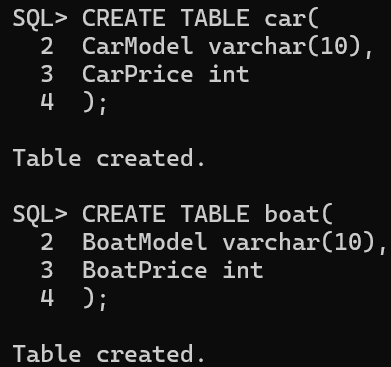 SQL> CREATE TABLE car(
  2  CarModel varchar(10),
  3  CarPrice int
  4  );

Table created.

SQL> CREATE TABLE boat(
  2  BoatModel varchar(10),
  3  BoatPrice int
  4  );

Table created.